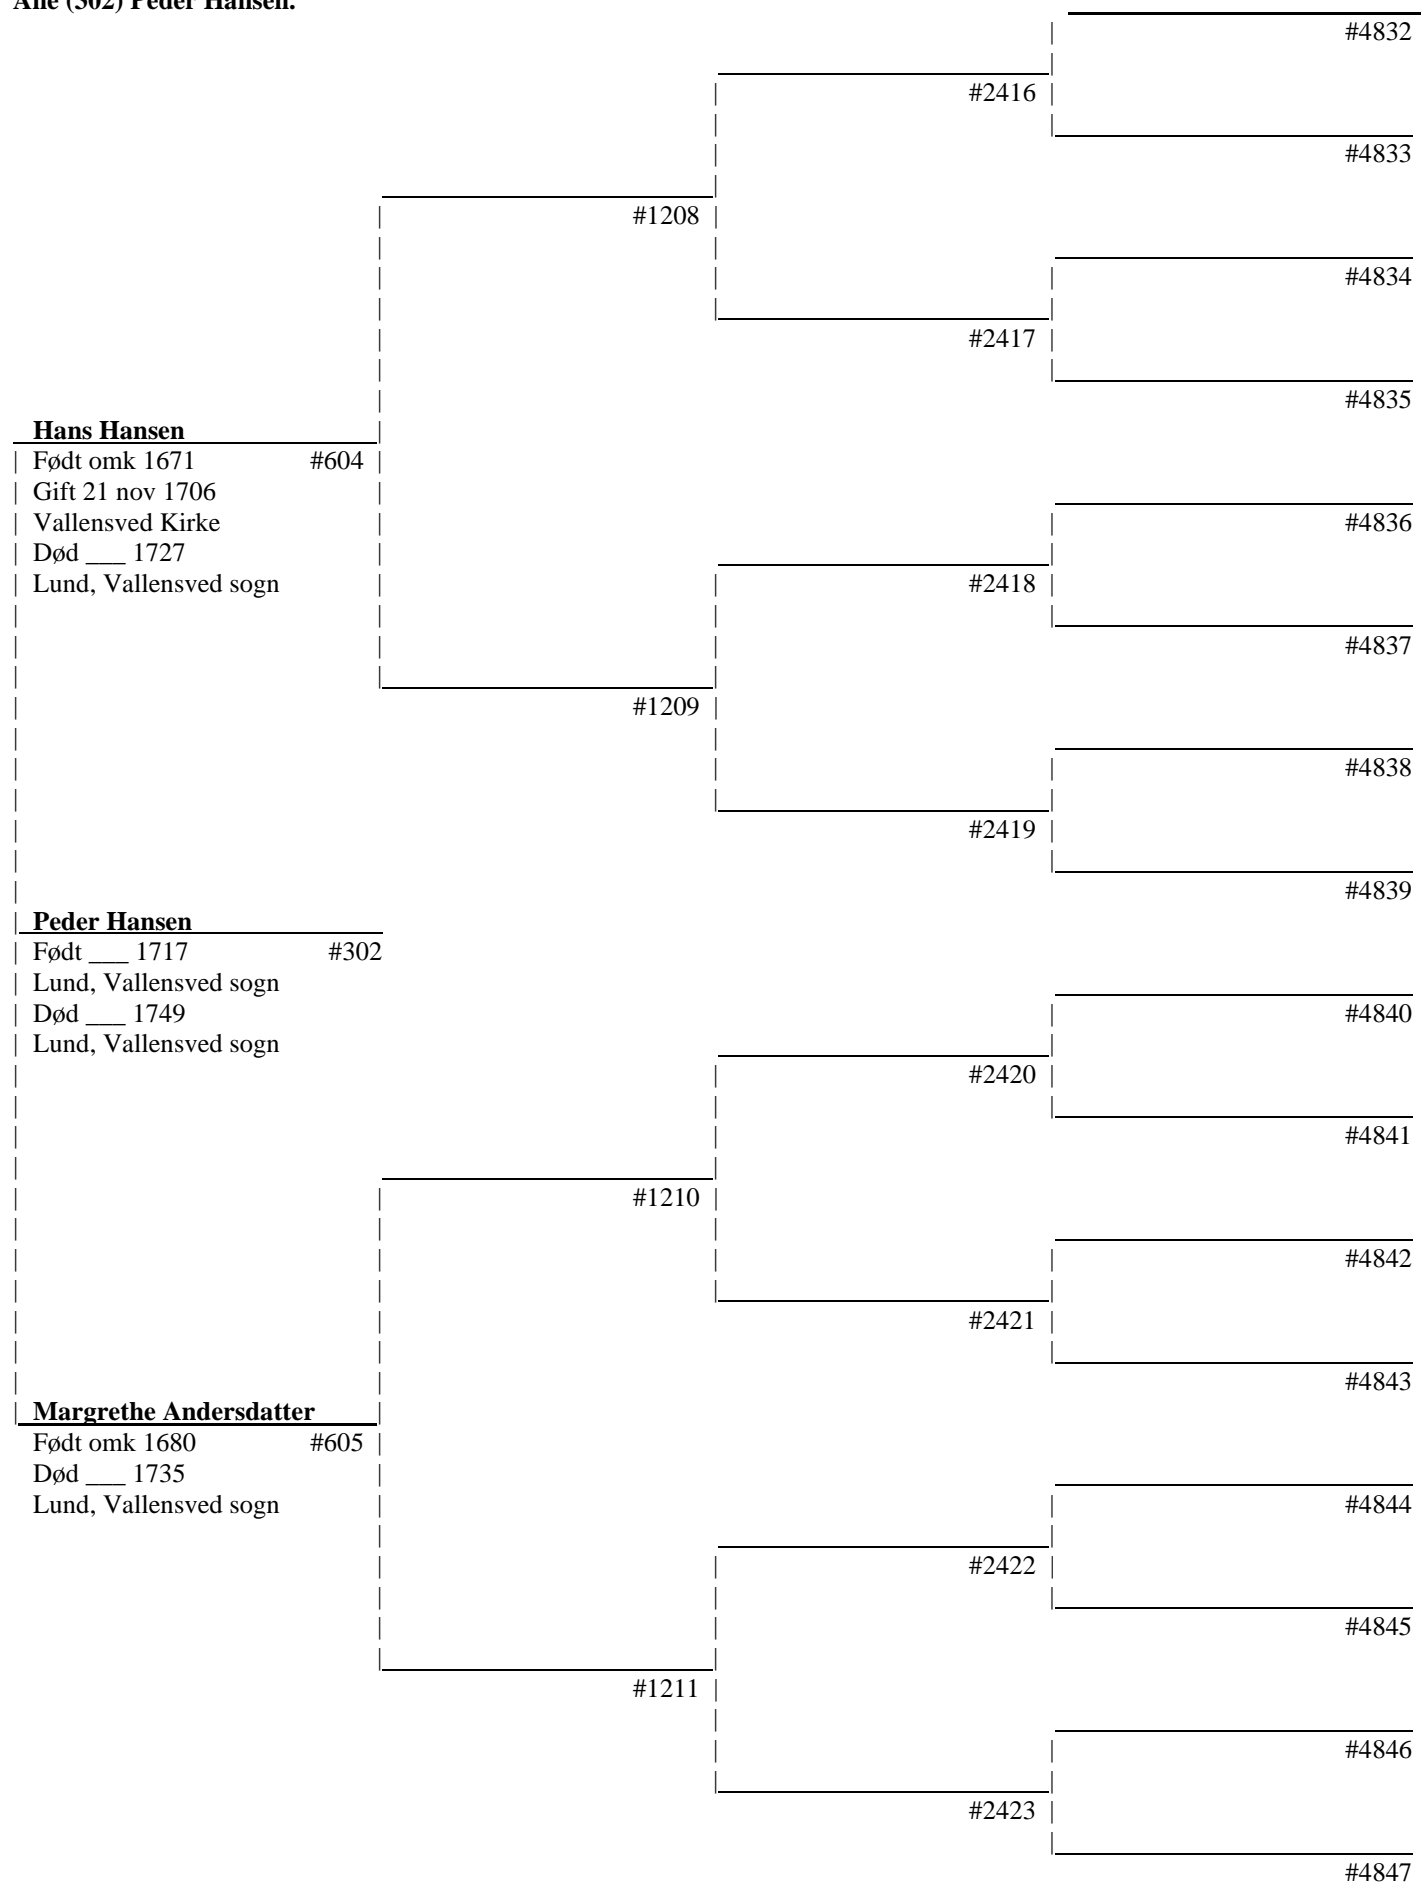 Ane (302) Peder Hansen.
#4832
#2416
#4833
#1208
#4834
#2417
#4835
Hans Hansen
Født omk 1671 #604
Gift 21 nov 1706
Vallensved Kirke
#4836
Død ___ 1727
Lund, Vallensved sogn
#2418
#4837
#1209
#4838
#2419
#4839
Peder Hansen
Født ___ 1717 #302
Lund, Vallensved sogn
Død ___ 1749
#4840
Lund, Vallensved sogn
#2420
#4841
#1210
#4842
#2421
#4843
Margrethe Andersdatter
Født omk 1680 #605
Død ___ 1735
Lund, Vallensved sogn
#4844
#2422
#4845
#1211
#4846
#2423
#4847